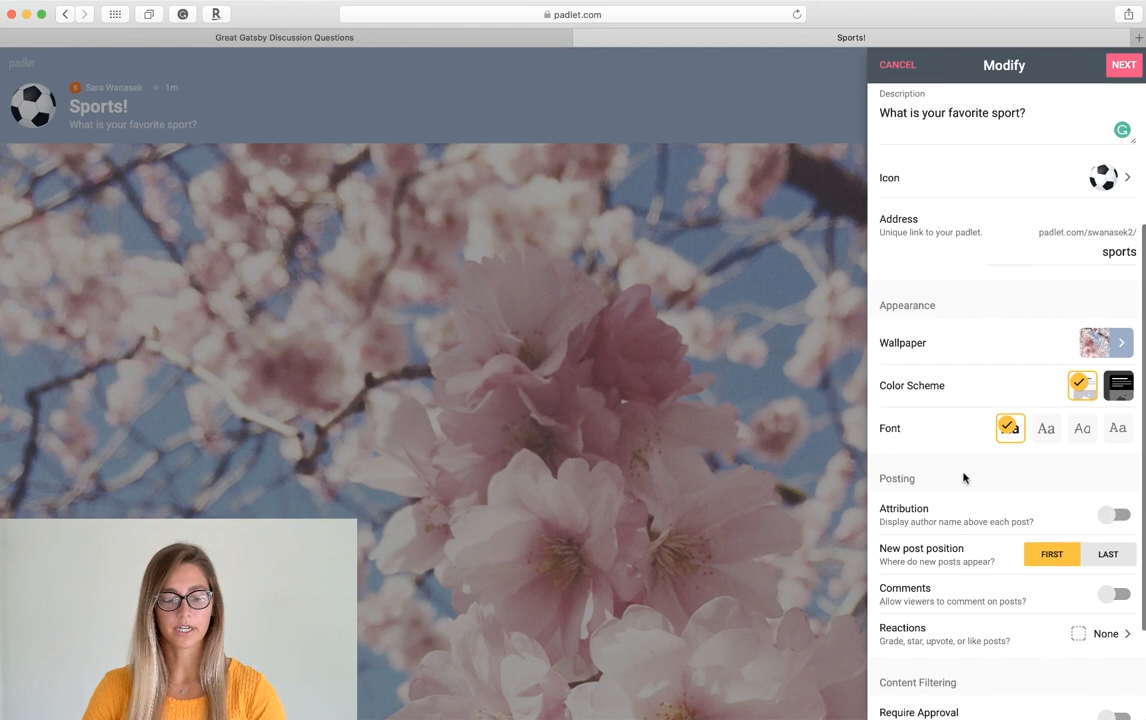 padlet.com
Great Gatsby Discussion Questions
Sports!
padlet
S Sara Wanasek 1m
Sports!
What is your favorite sport?
CANCEL
Modify
NEXT
Description
What is your favorite sport?
Icon
Address
Unique link to your padlet.
padlet.com/swanasek2/
sports
Appearance
Wallpaper
Color Scheme
Font
Aa Aa Aa Aa
Posting
Attribution
Display author name above each post?
New post position
Where do new posts appear?
FIRST
LAST
Comments
Allow viewers to comment on posts?
Reactions
Grade, star, upvote, or like posts?
None
Content Filtering
Require Approval